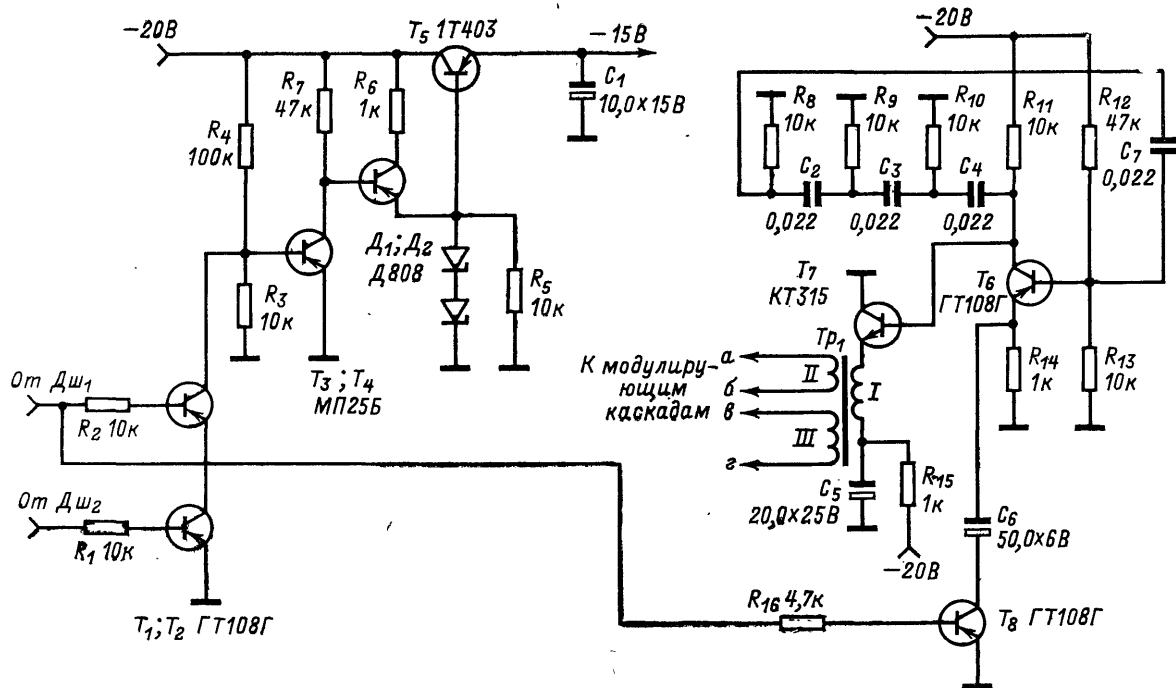 −20В
T5 1Т403
−15В
C1
10,0×15В
R7
47к
R6
1к
R4
100к
R3
10к
Д1; Д2
Д808
R5
10к
T3; T4
МП25Б
От Дш1
R2 10к
От Дш2
R1 10к
T1; T2 ГТ108Г
−20В
R8
10к
R9
10к
R10
10к
R11
10к
R12
47к
C7
0,022
C2
0,022
C3
0,022
C4
0,022
T7
КТ315
T6
ГТ108Г
Тр1
К модулиру-
ющим
каскадам
а
б
в
г
II
III
I
R14
1к
R13
10к
C5
20,0×25В
R15
1к
−20В
C6
50,0×6В
R16 4,7к
T8 ГТ108Г